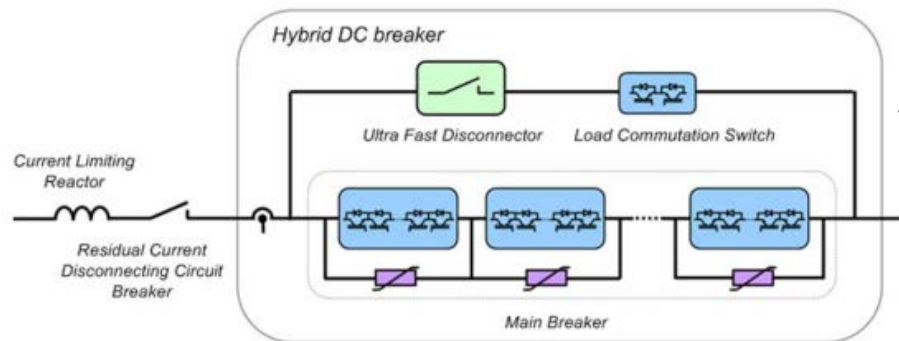 Hybrid DC breaker
Ultra Fast Disconnector
Load Commutation Switch
Current Limiting
Reactor
Residual Current
Disconnecting Circuit
Breaker
Main Breaker